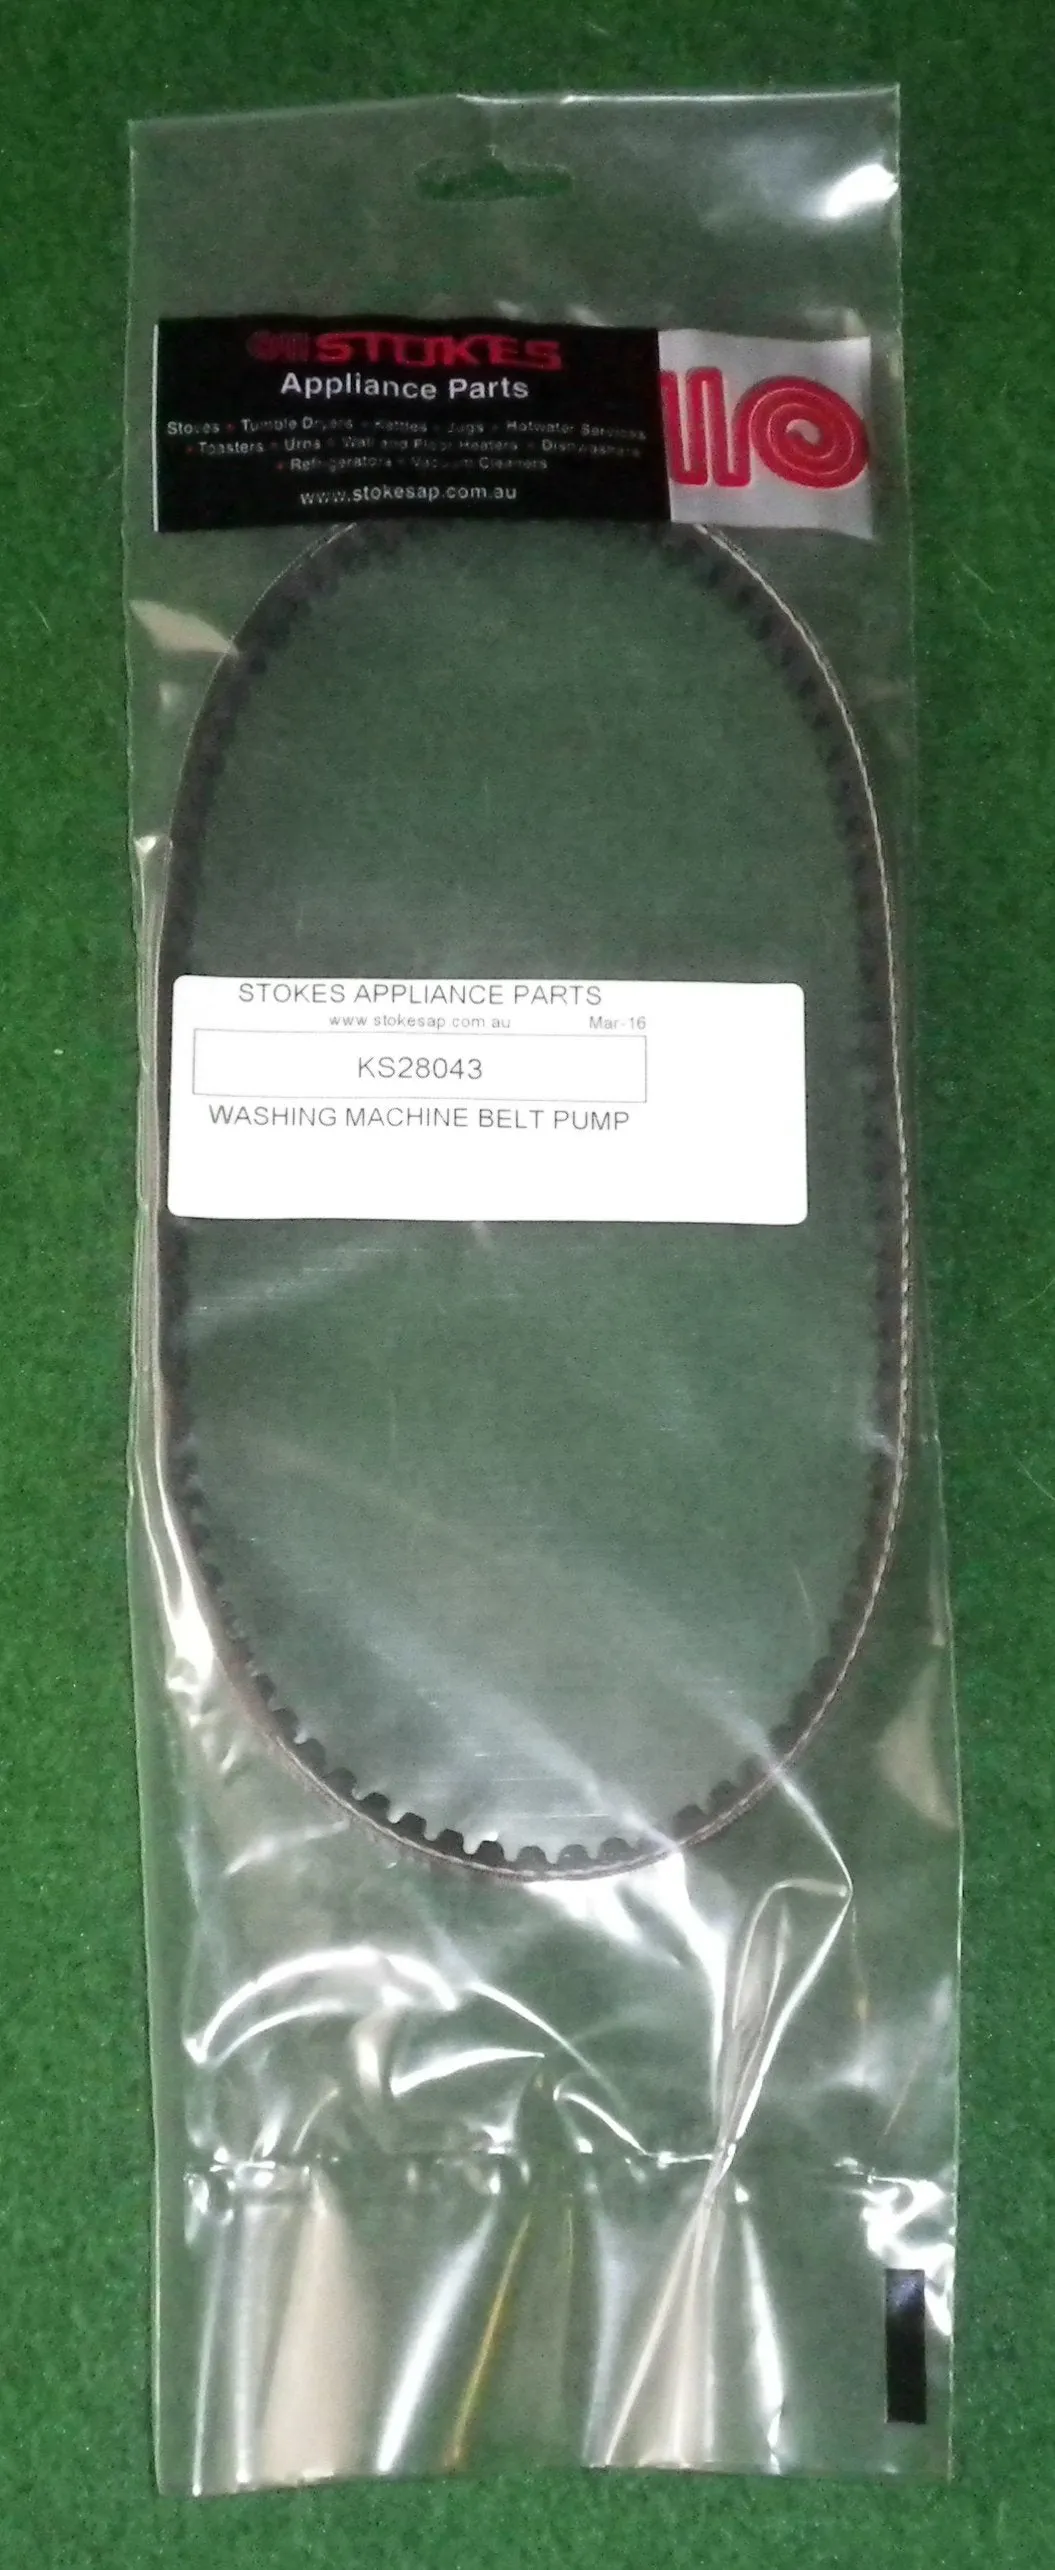 STOKES
Appliance Parts
Stoves • Tumble Dryers • Kettles • Jugs • Hotwater Services
• Toasters • Urns • Wall and Floor Heaters • Dishwashers
• Refrigerators • Vacuum Cleaners
www.stokesap.com.au
STOKES APPLIANCE PARTS
www.stokesap.com.au Mar-16
KS28043
WASHING MACHINE BELT PUMP